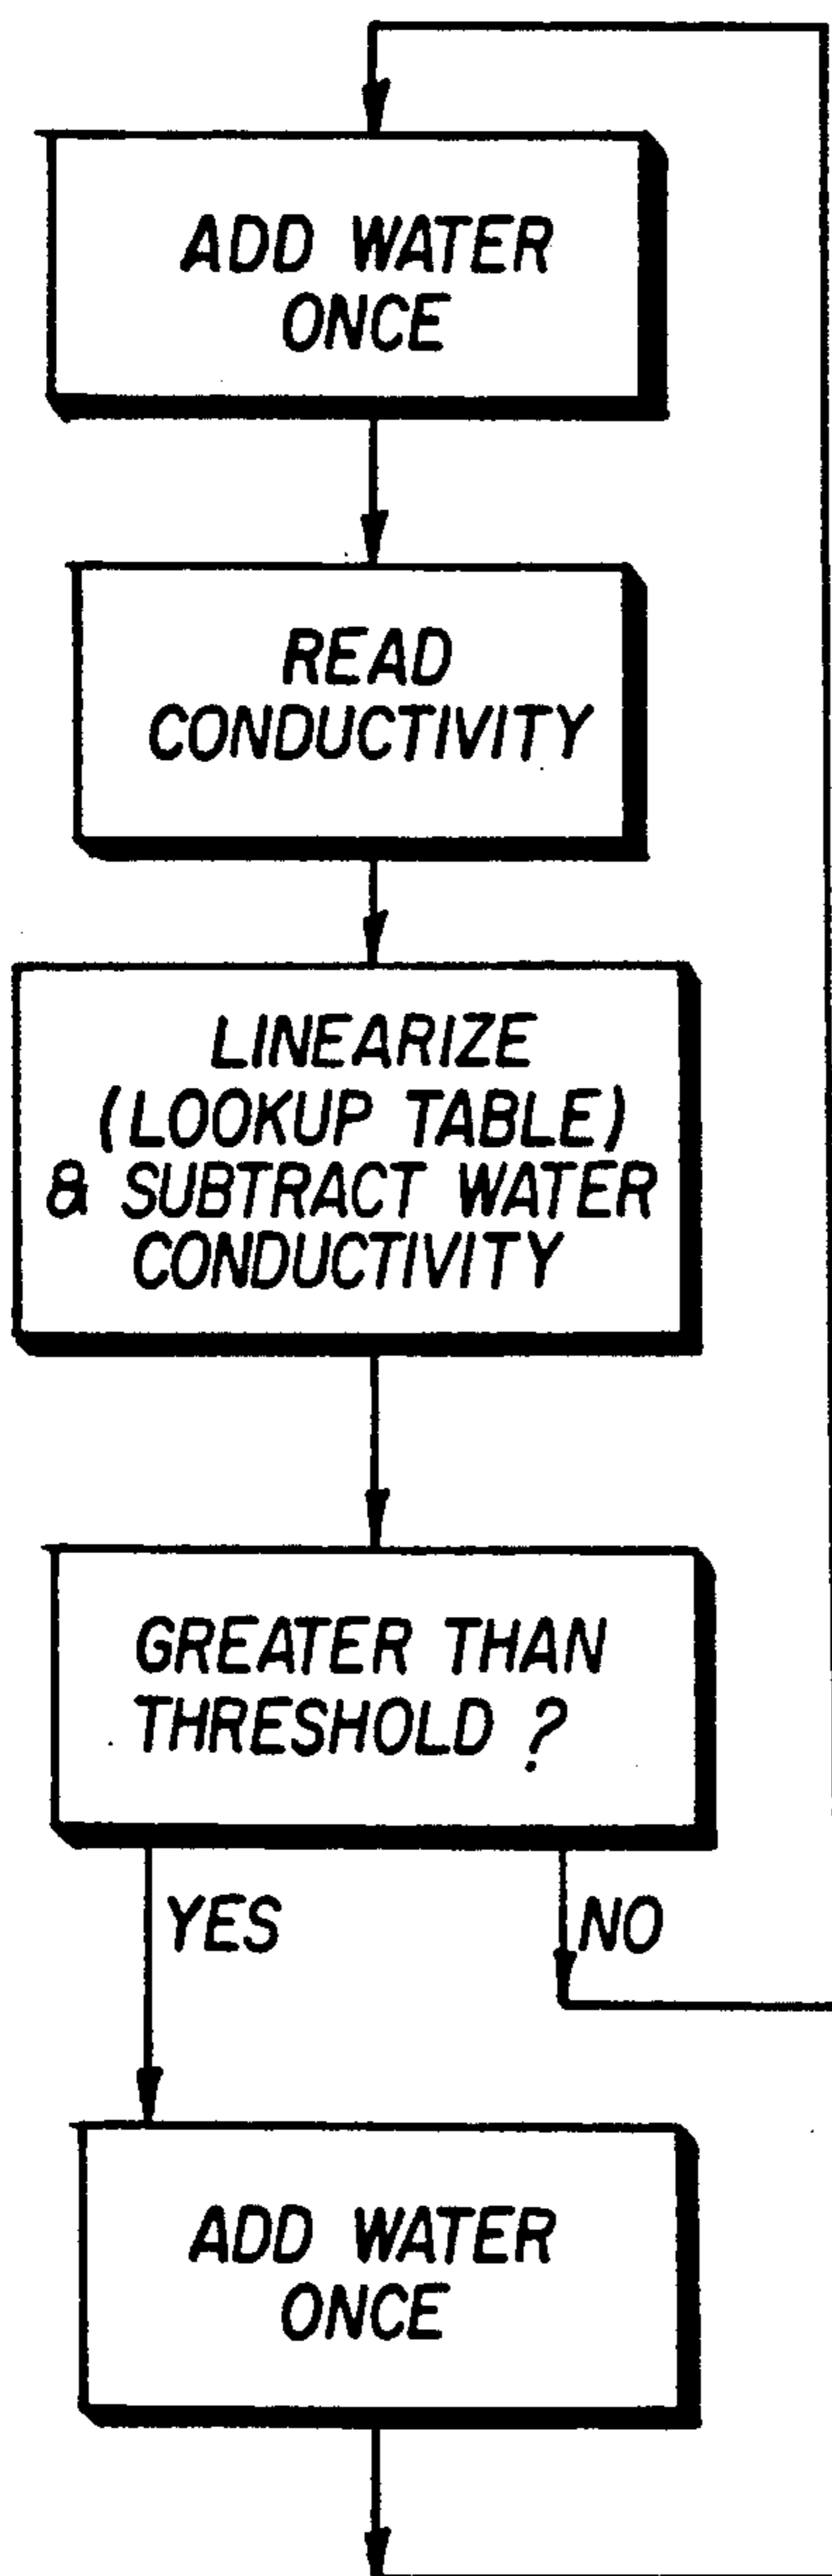 ADD WATER
ONCE
READ
CONDUCTIVITY
LINEARIZE
(LOOKUP TABLE)
& SUBTRACT WATER
CONDUCTIVITY
GREATER THAN
THRESHOLD ?
YES
NO
ADD WATER
ONCE